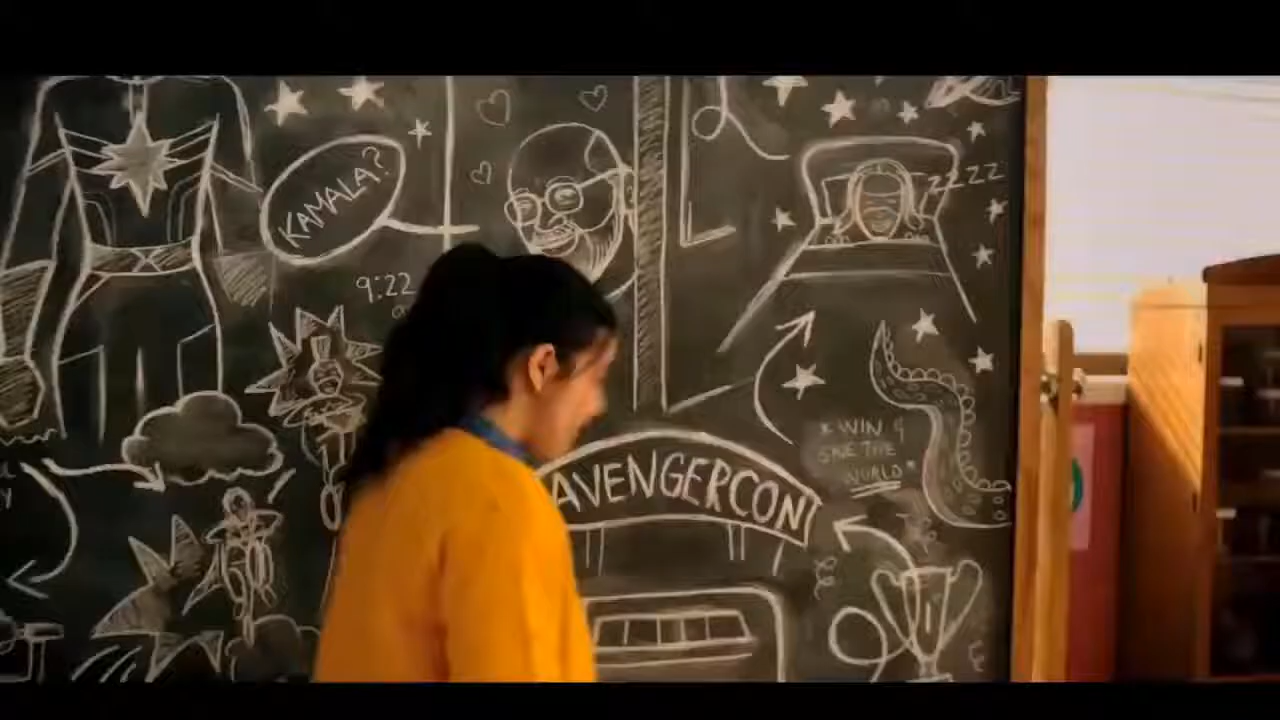 KAMALA?
ZZZZ
9:22
* WIN &
SAVE THE
WORLD*
AVENGERCON